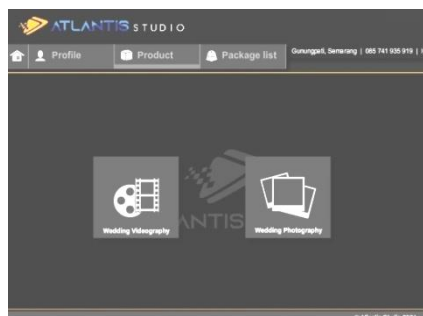 ATLANTIS STUDIO
Profile
Product
Package list
Gunungpati, Semarang | 085 741 935 919 |
Wedding Videography
Wedding Photography